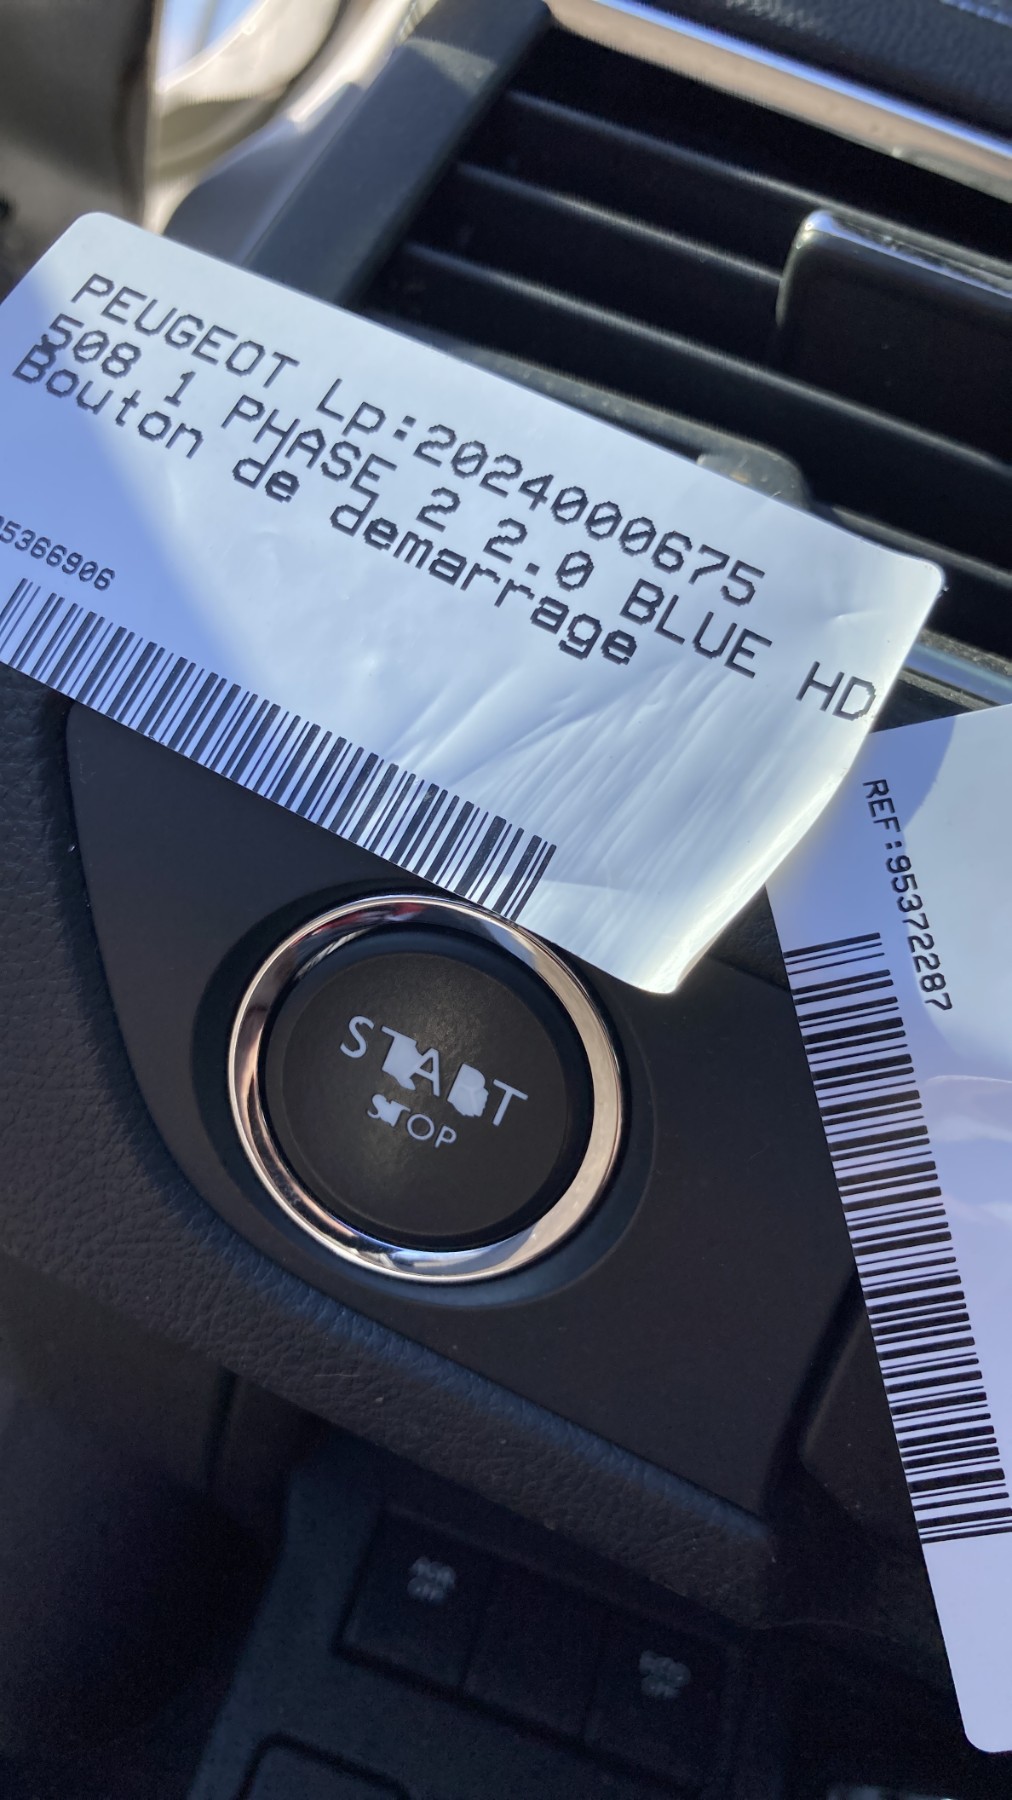 PEUGEOT Lp:2024000675
508 1 PHASE 2 2.0 BLUE HD
Bouton de demarrage
5366906
REF:95372287
START
STOP